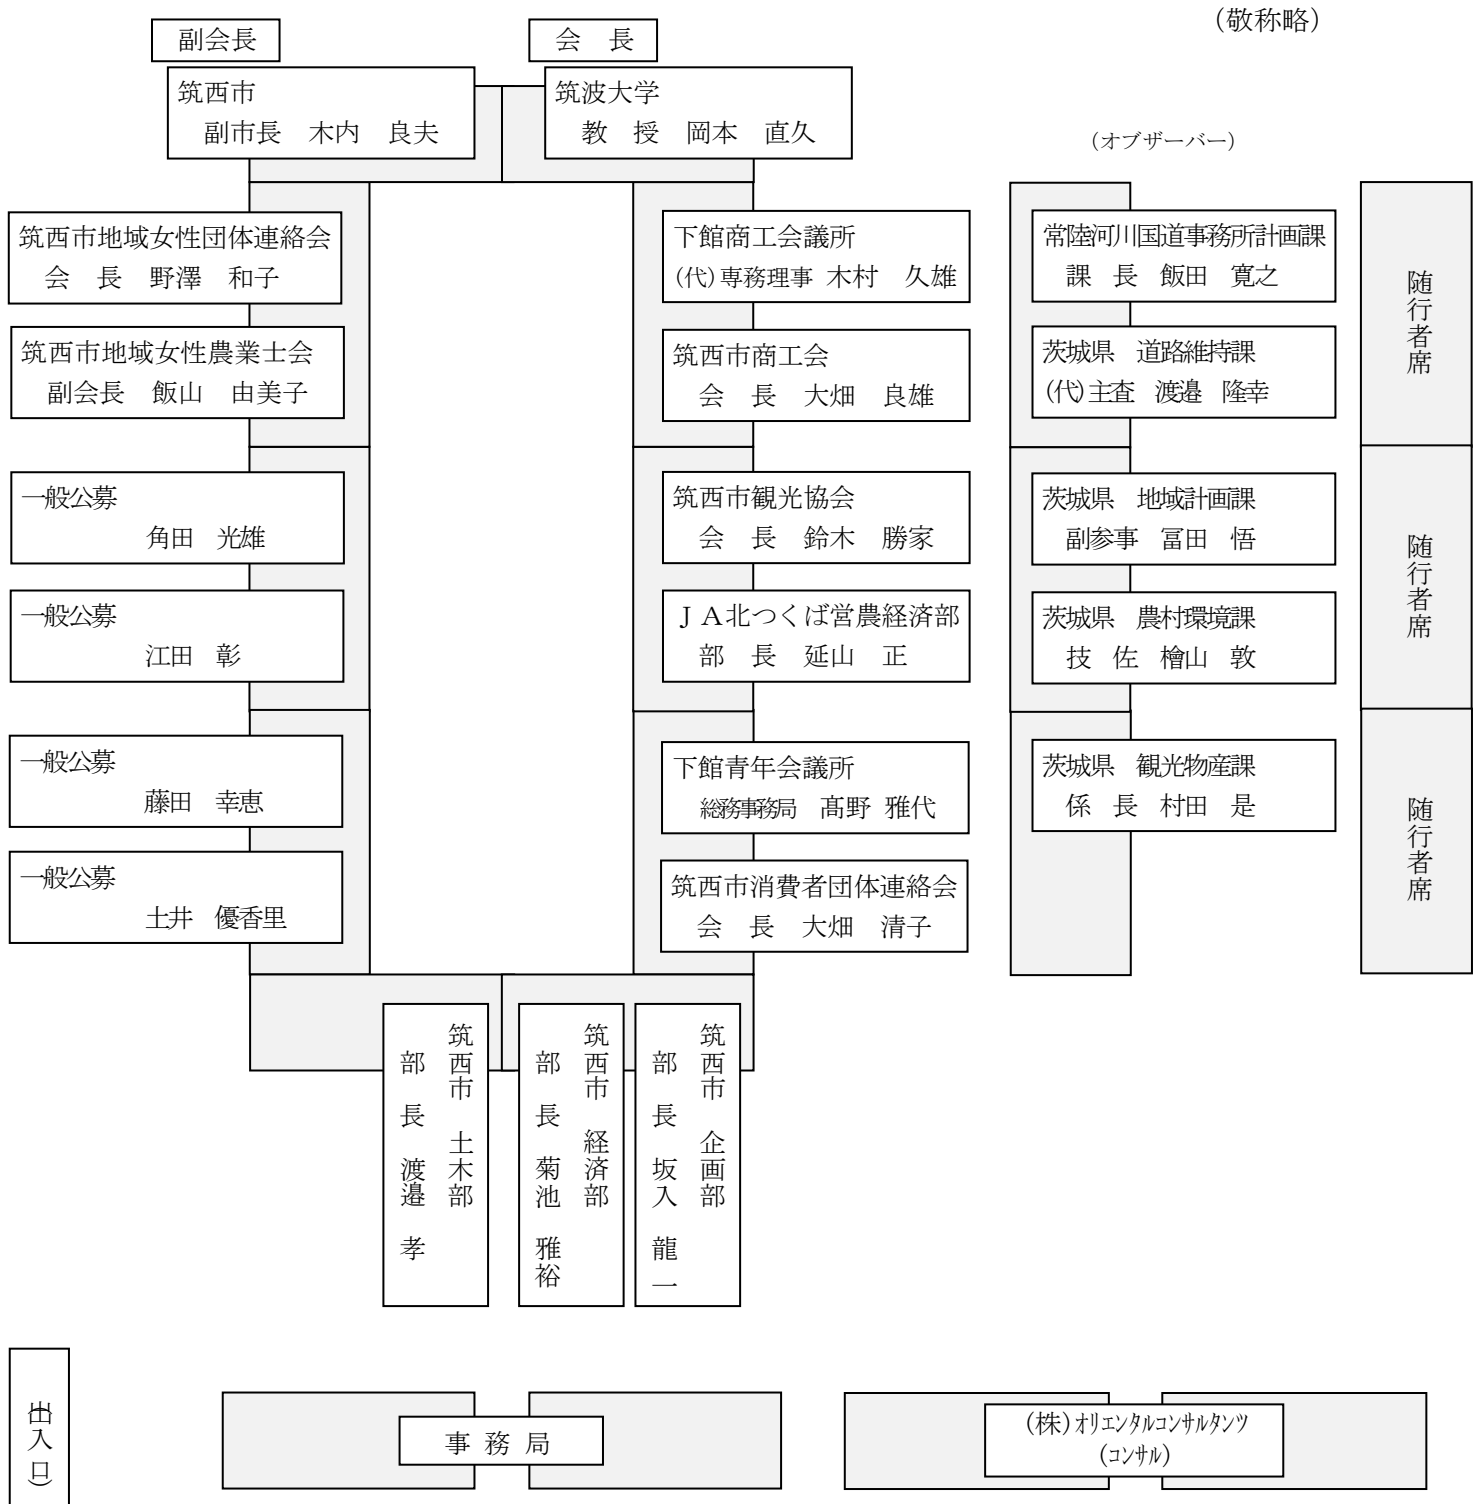 （敬称略）
副会長
会　長
筑西市
副市長　木内　良夫
筑波大学
教　授　岡本　直久
（オブザーバー）
筑西市地域女性団体連絡会
会　長　野澤　和子
筑西市地域女性農業士会
副会長　飯山　由美子
一般公募
角田　光雄
一般公募
江田　彰
一般公募
藤田　幸恵
一般公募
土井　優香里
下館商工会議所
（代）専務理事　木村　久雄
筑西市商工会
会　長　大畑　良雄
筑西市観光協会
会　長　鈴木　勝家
ＪＡ北つくば営農経済部
部　長　延山　正
下館青年会議所
総務事務局　髙野　雅代
筑西市消費者団体連絡会
会　長　大畑　清子
常陸河川国道事務所計画課
課　長　飯田　寛之
茨城県　道路維持課
（代）主査　渡邉　隆幸
茨城県　地域計画課
副参事　冨田　悟
茨城県　農村環境課
技　佐　檜山　敦
茨城県　観光物産課
係　長　村田　是
随行者席
随行者席
随行者席
筑西市　企画部
部　長　坂入　龍一
筑西市　経済部
部　長　菊池　雅裕
筑西市　土木部
部　長　渡邉　孝
（出入口）
事 務 局
（株）ｵﾘｴﾝﾀﾙｺﾝｻﾙﾀﾝﾂ
（ｺﾝｻﾙ）